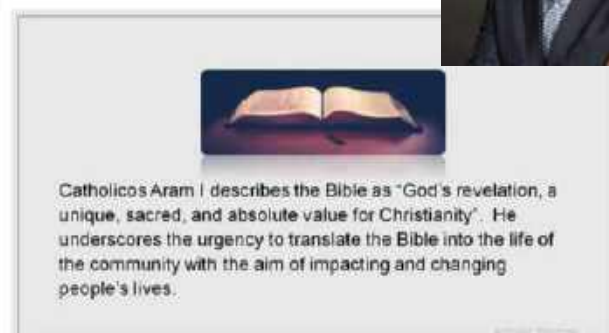 Catholicos Aram I describes the Bible as "God's revelation, a
unique, sacred, and absolute value for Christianity". He
underscores the urgency to translate the Bible into the life of
the community with the aim of impacting and changing
people's lives.